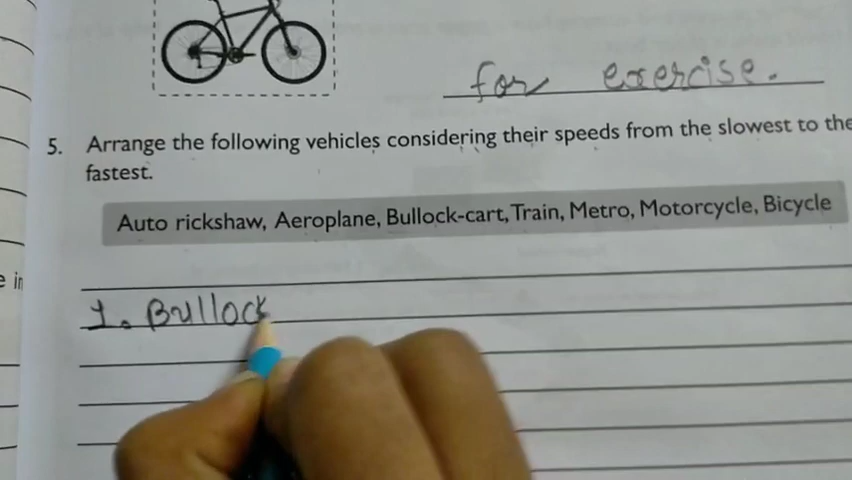 for exercise.
5. Arrange the following vehicles considering their speeds from the slowest to the
fastest.
Auto rickshaw, Aeroplane, Bullock-cart, Train, Metro, Motorcycle, Bicycle
e in
1. Bullock